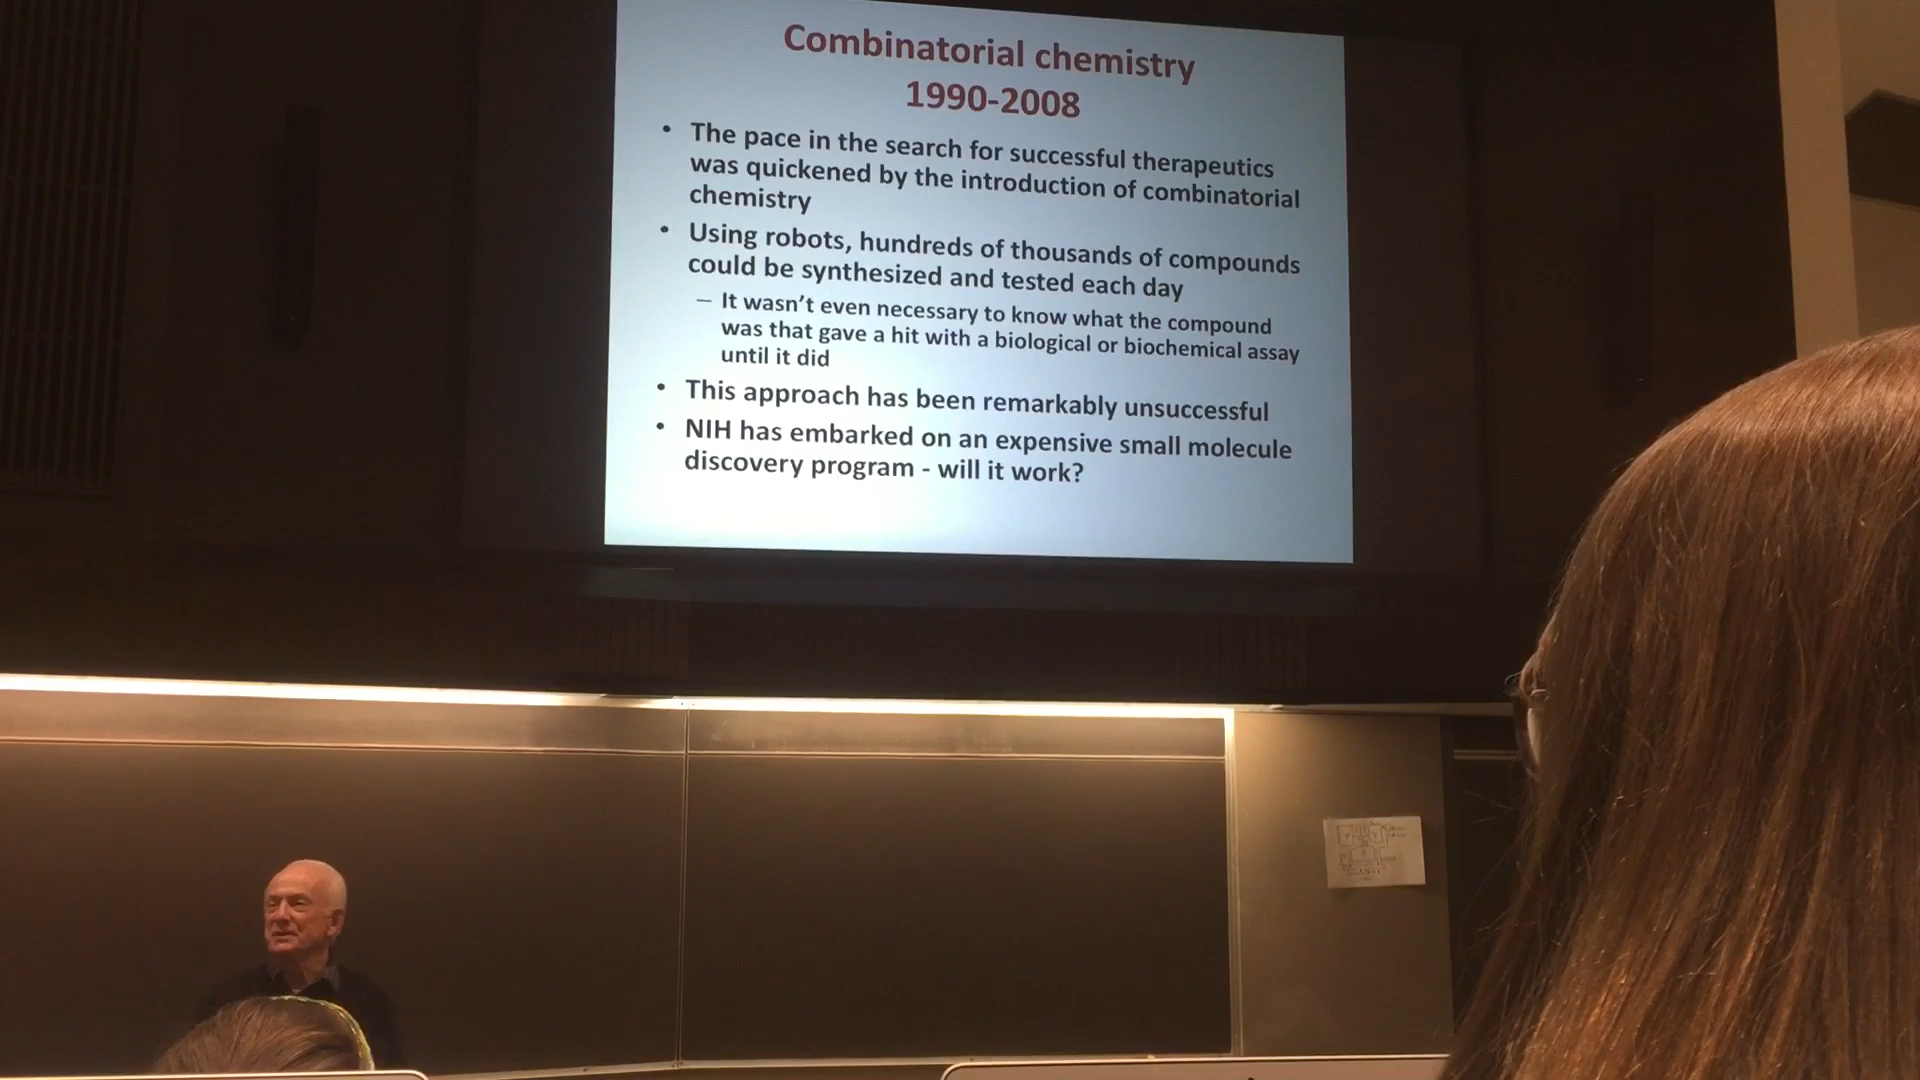 Combinatorial chemistry
1990-2008
• The pace in the search for successful therapeutics
was quickened by the introduction of combinatorial
chemistry
• Using robots, hundreds of thousands of compounds
could be synthesized and tested each day
– It wasn't even necessary to know what the compound
was that gave a hit with a biological or biochemical assay
until it did
• This approach has been remarkably unsuccessful
• NIH has embarked on an expensive small molecule
discovery program - will it work?